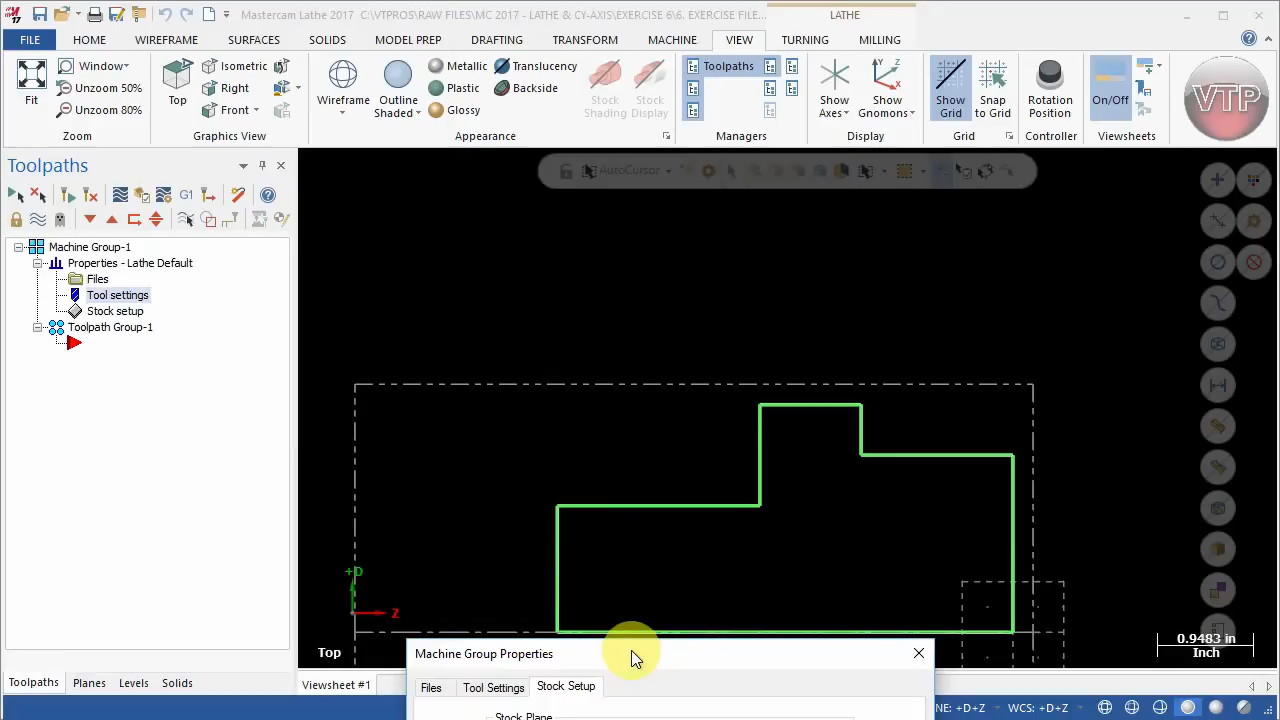 Mastercam Lathe 2017  C:\VTPROS\RAW FILES\MC 2017 - LATHE & CY-AXIS\EXERCISE 6\6. EXERCISE FILE... LATHE
FILE HOME WIREFRAME SURFACES SOLIDS MODEL PREP DRAFTING TRANSFORM MACHINE VIEW TURNING MILLING
Window Isometric Metallic Translucency Toolpaths
Unzoom 50% Right Plastic Backside
Unzoom 80% Front Glossy
Fit Top Wireframe Outline Shaded Stock Shading Stock Display Show Axes Show Gnomons Show Grid Snap to Grid Rotation Position On/Off VTP
Zoom Graphics View Appearance Managers Display Grid Controller Viewsheets
Toolpaths
AutoCursor
G1
Machine Group-1
Properties - Lathe Default
Files
Tool settings
Stock setup
Toolpath Group-1
+D
Z
0.9483 in
Inch
Top
Machine Group Properties
Toolpaths Planes Levels Solids
Viewsheet #1
Files Tool Settings Stock Setup
NE: +D+Z WCS: +D+Z
Stock Plane